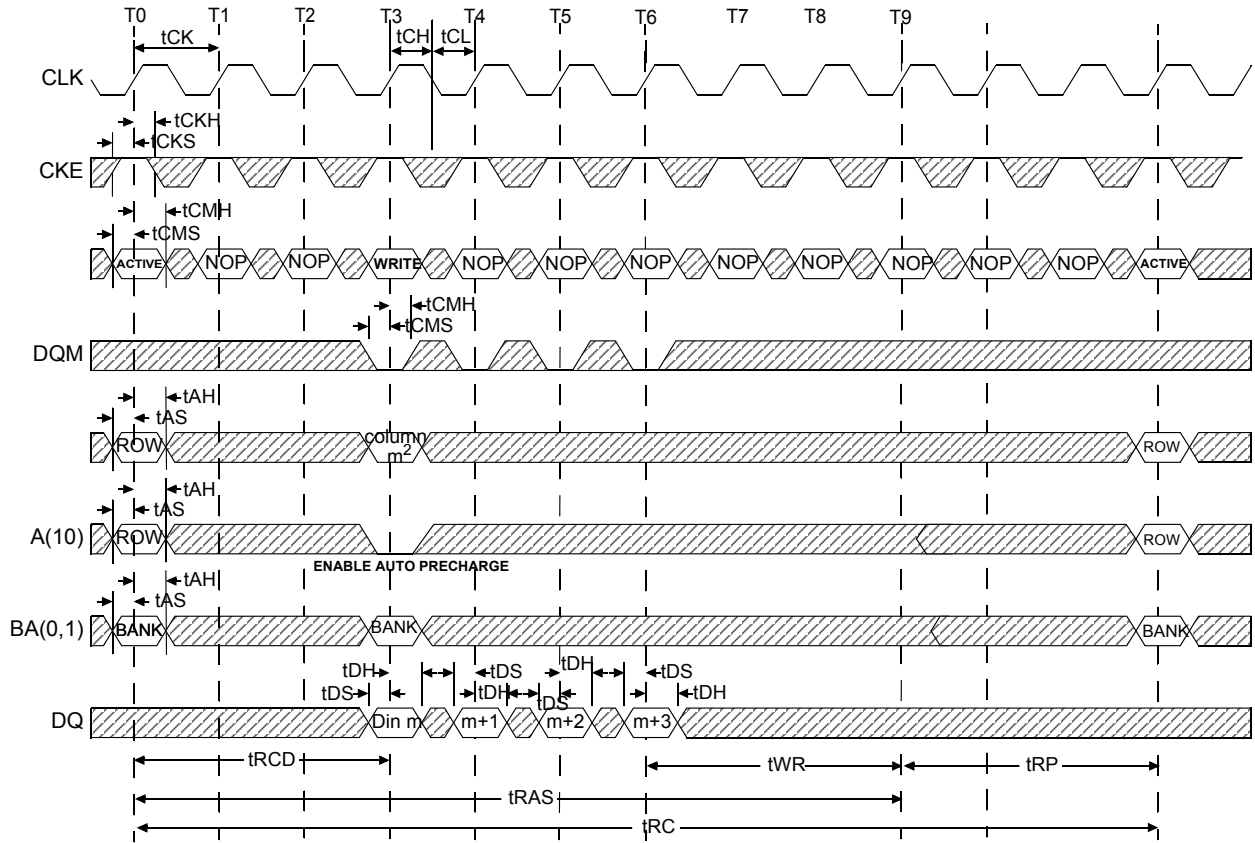 T0 T1 T2 T3 T4 T5 T6 T7 T8 T9
tCK tCH tCL
CLK
tCKH
tCKS
CKE
tCMH
tCMS
ACTIVE NOP NOP WRITE NOP NOP NOP NOP NOP NOP NOP NOP ACTIVE
tCMH
tCMS
DQM
tAH
tAS
ROW column m2 ROW
tAH
tAS
A(10) ROW ROW
ENABLE AUTO PRECHARGE
tAH
tAS
BA(0,1) BANK BANK BANK
tDH tDS tDH tDS
tDS tDH tDS tDH
DQ Din m m+1 m+2 m+3
tRCD tWR tRP
tRAS
tRC